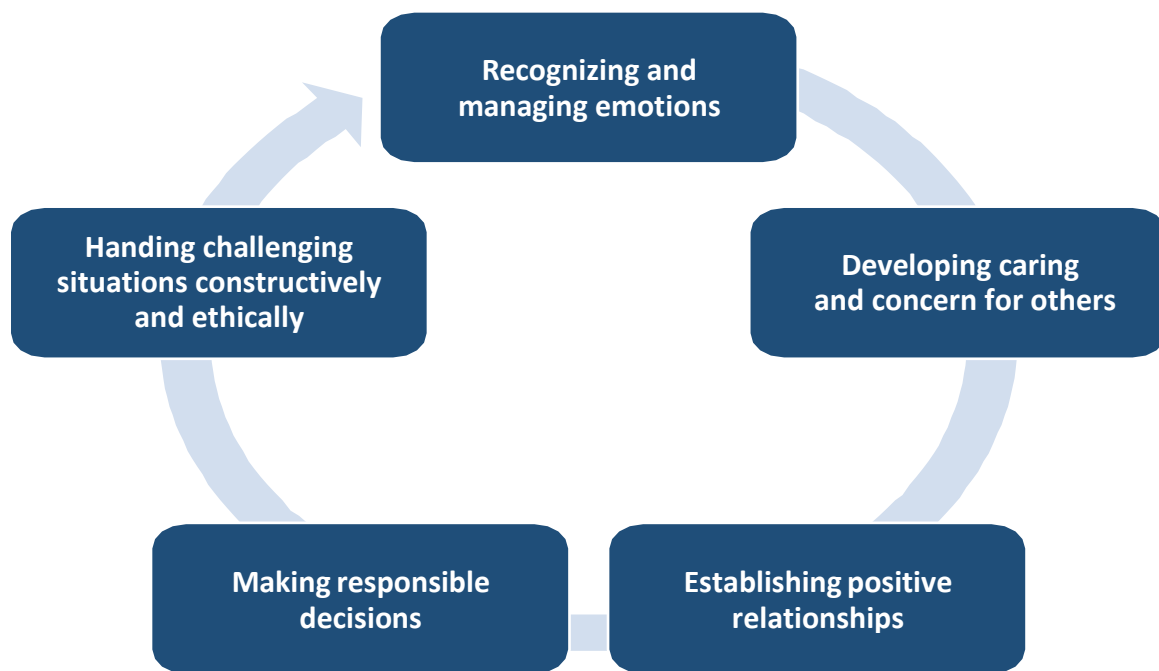 Recognizing and
managing emotions
Developing caring
and concern for others
Establishing positive
relationships
Making responsible
decisions
Handing challenging
situations constructively
and ethically